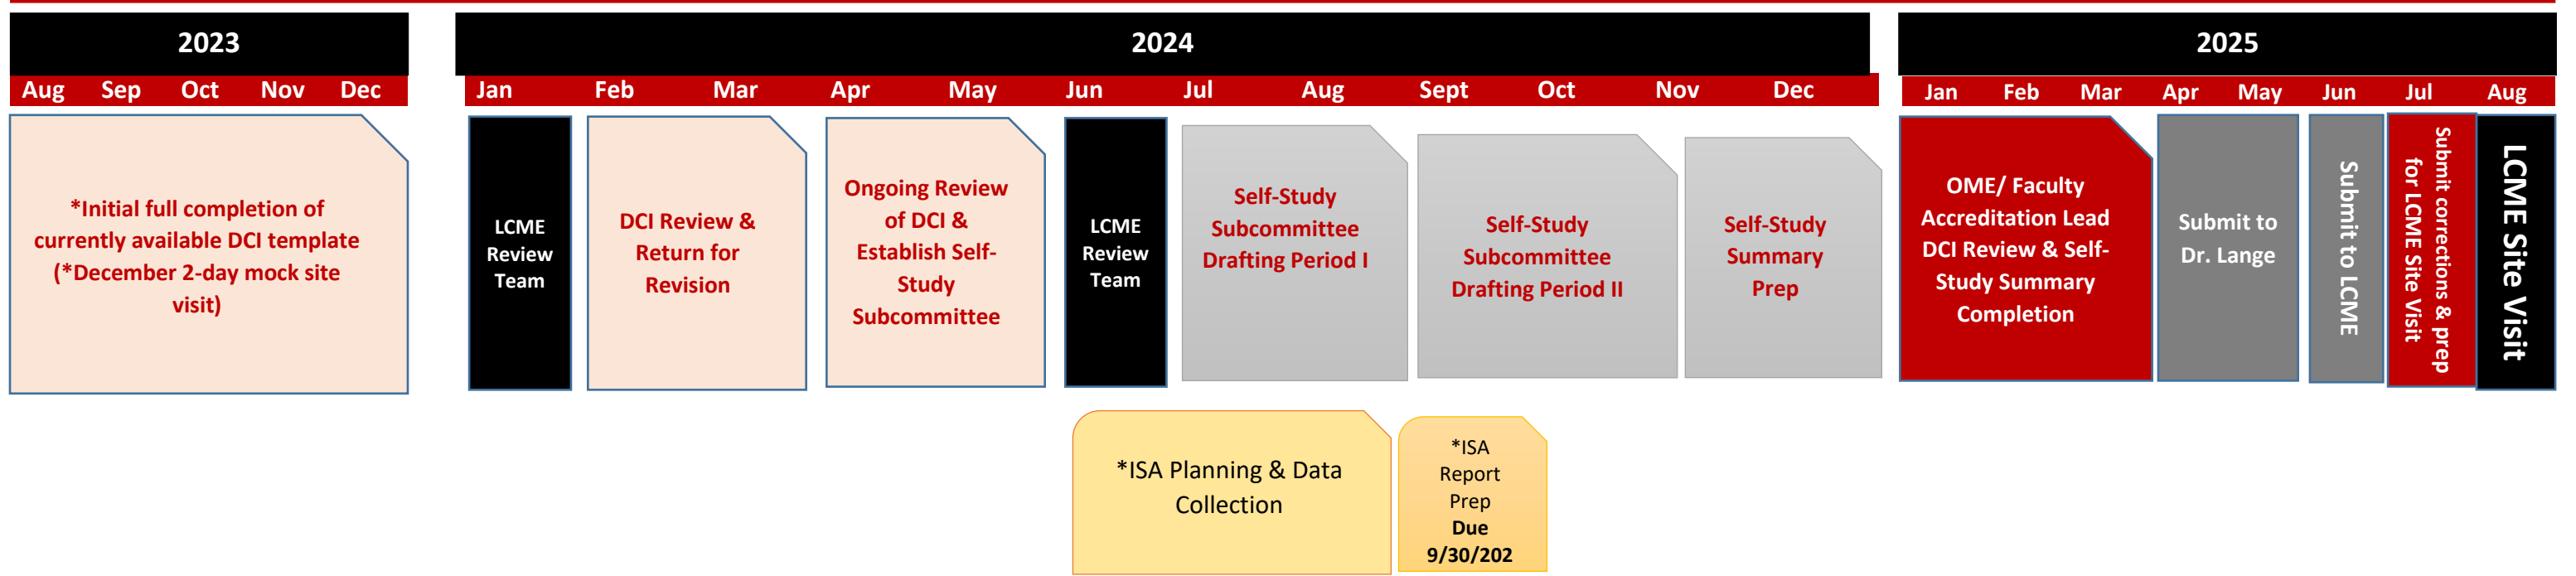 2023
2024
2025
Aug Sep Oct Nov Dec
Jan Feb Mar Apr May Jun Jul Aug Sept Oct Nov Dec
Jan Feb Mar Apr May Jun Jul Aug
*Initial full completion of
currently available DCI template
(*December 2-day mock site
visit)
LCME
Review
Team
DCI Review &
Return for
Revision
Ongoing Review
of DCI &
Establish Self-
Study
Subcommittee
LCME
Review
Team
Self-Study
Subcommittee
Drafting Period I
Self-Study
Subcommittee
Drafting Period II
Self-Study
Summary
Prep
OME/ Faculty
Accreditation Lead
DCI Review & Self-
Study Summary
Completion
Submit to
Dr. Lange
Submit to LCME
Submit corrections & prep
for LCME Site Visit
LCME Site Visit
*ISA Planning & Data
Collection
*ISA
Report
Prep
Due
9/30/202